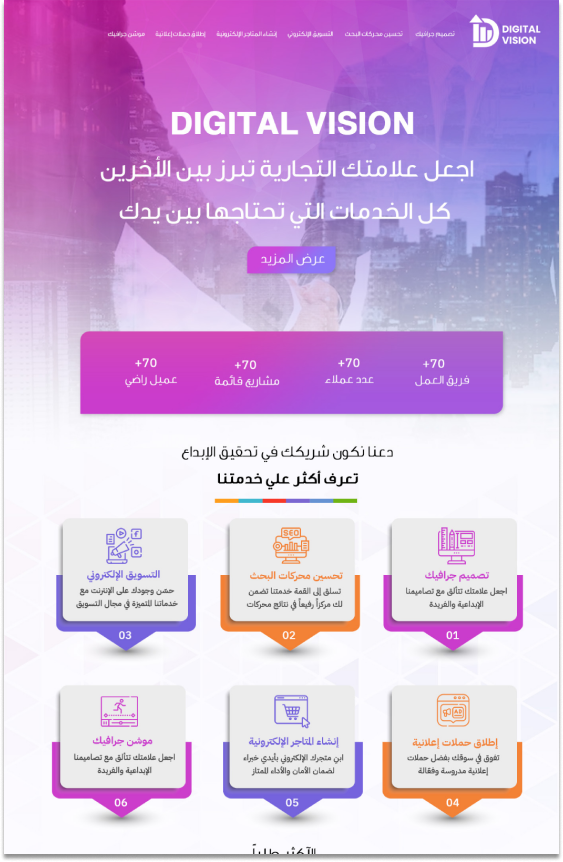 DIGITAL
VISION
تصميم جرافيك
تحسين محركات البحث
التسويق الإلكتروني
إنشاء المتاجر الإلكترونية
إطلاق حملات إعلانية
موشن جرافيك
DIGITAL VISION
اجعل علامتك التجارية تبرز بين الأخرين
كل الخدمات التي تحتاجها بين يدك
عرض المزيد
+70
فريق العمل
+70
عدد عملاء
+70
مشاريع قائمة
+70
عميل راضي
دعنا نكون شريكك في تحقيق الإبداع
تعرف أكثر علي خدمتنا
تصميم جرافيك
اجعل علامتك تتألق مع تصاميمنا
الإبداعية والفريدة
01
SEO
تحسين محركات البحث
تسلق إلى القمة خدمتنا تضمن
لك مركزاً رفيعاً في نتائج محركات
02
التسويق الإلكتروني
حسّن وجودك على الإنترنت مع
خدماتنا المتميزة في مجال التسويق
03
AD
إطلاق حملات إعلانية
تفوق في سوقك بفضل حملات
إعلانية مدروسة وفعّالة
04
إنشاء المتاجر الإلكترونية
ابنِ متجرك الإلكتروني بأيدي خبراء
لضمان الأمان والأداء الممتاز
05
موشن جرافيك
اجعل علامتك تتألق مع تصاميمنا
الإبداعية والفريدة
06